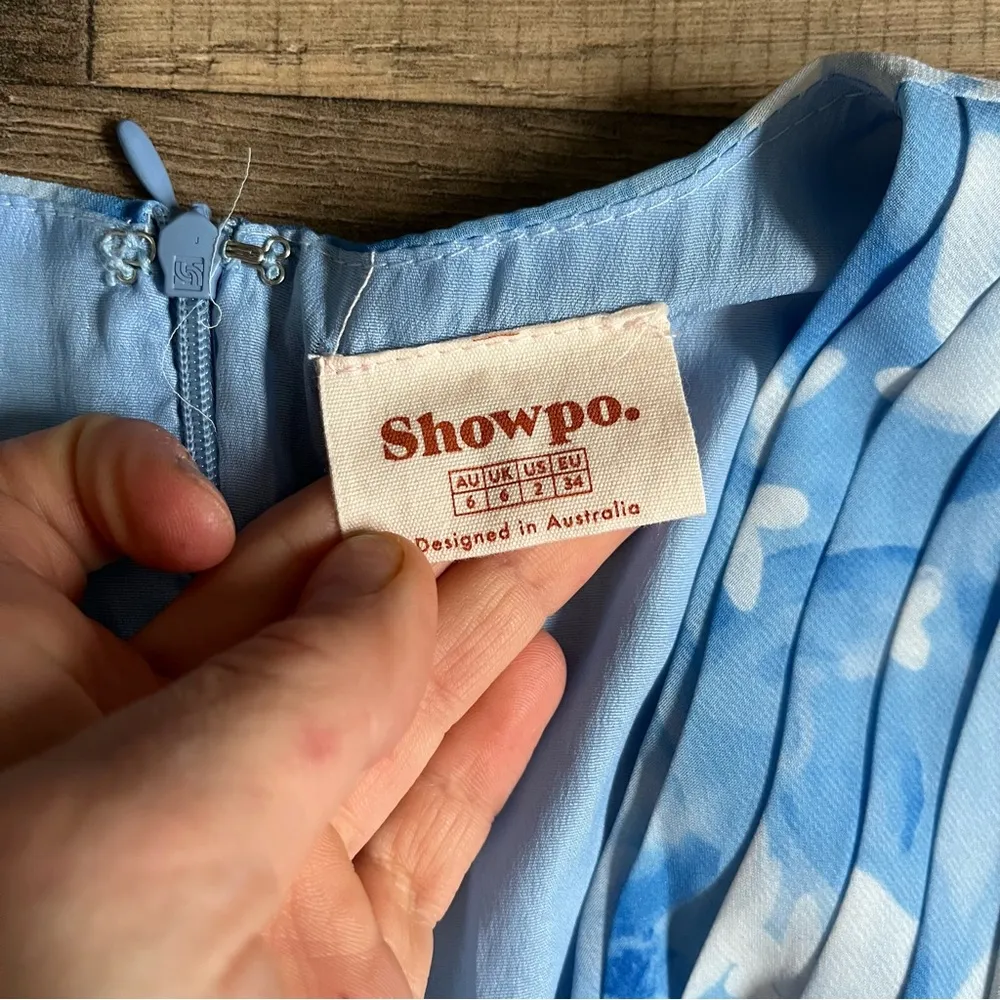 Showpo.
AU UK US EU
6 6 2 34
Designed in Australia